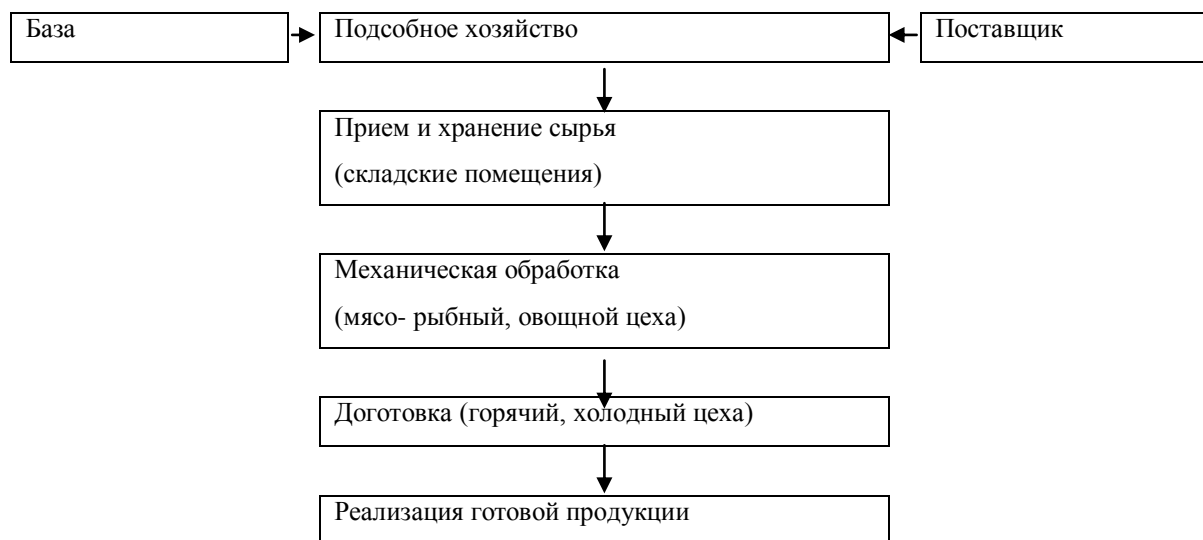 База
Подсобное хозяйство
Поставщик
Прием и хранение сырья
(складские помещения)
Механическая обработка
(мясо- рыбный, овощной цеха)
Доготовка (горячий, холодный цеха)
Реализация готовой продукции